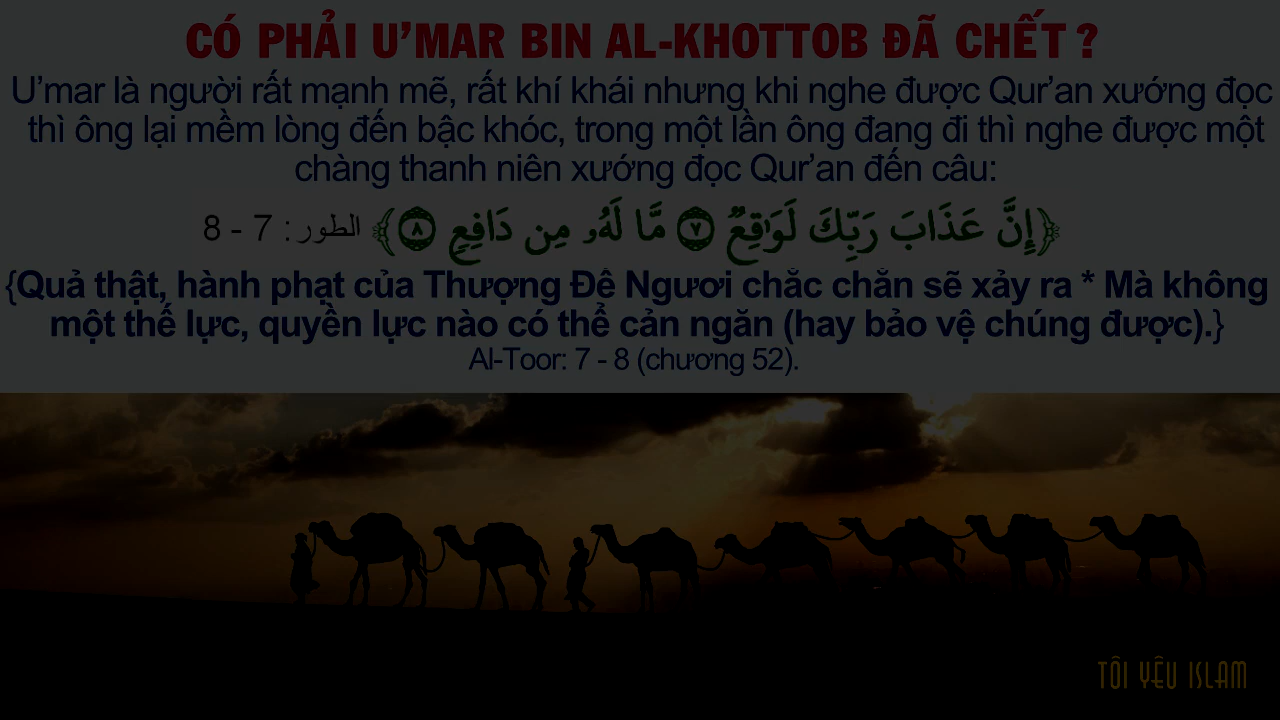 CÓ PHẢI U’MAR BIN AL-KHOTTOB ĐÃ CHẾT ?
U’mar là người rất mạnh mẽ, rất khí khái nhưng khi nghe được Qur’an xướng đọc
thì ông lại mềm lòng đến bậc khóc, trong một lần ông đang đi thì nghe được một
chàng thanh niên xướng đọc Qur’an đến câu:
﴿إِنَّ عَذَابَ رَبِّكَ لَوَٰقِعٞ ٧ مَّا لَهُۥ مِن دَافِعٖ ٨﴾ الطور: 7 - 8
{Quả thật, hành phạt của Thượng Đế Ngươi chắc chắn sẽ xảy ra * Mà không
một thế lực, quyền lực nào có thể cản ngăn (hay bảo vệ chúng được).}
Al-Toor: 7 - 8 (chương 52).
TÔI YÊU ISLAM